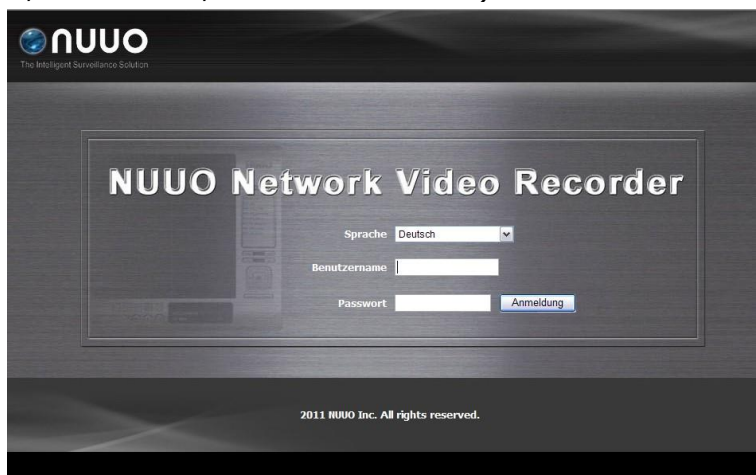 nuuo
The Intelligent Surveillance Solution
NUUO Network Video Recorder
Sprache Deutsch
Benutzername
Passwort Anmeldung
2011 NUUO Inc. All rights reserved.